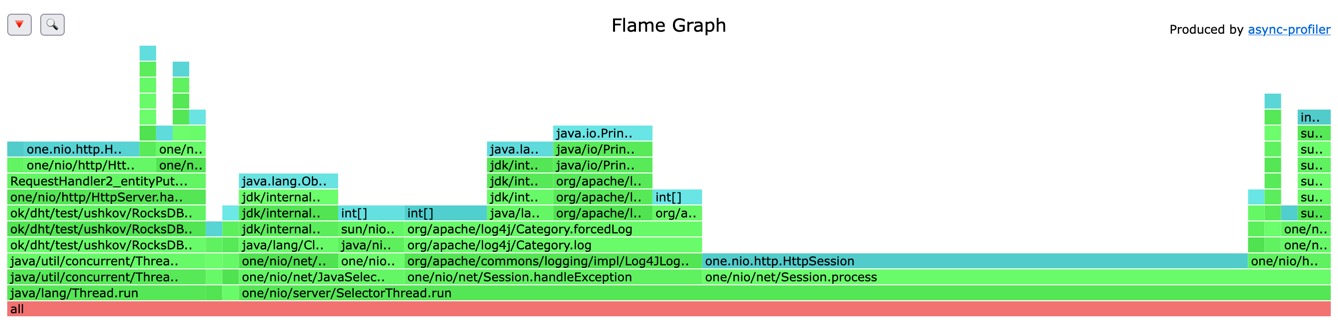 Flame Graph
Produced by async-profiler
java.io.Prin..
in..
one.nio.http.H..
one/n..
java.la..
java/io/Prin..
su..
one/nio/http/Htt..
one/n..
jdk/int..
java/io/Prin..
su..
RequestHandler2_entityPut...
java.lang.Ob..
jdk/int..
org/apache/l..
su..
one/nio/http/HttpServer.ha..
jdk/internal..
jdk/int..
org/apache/l..
int[]
su..
ok/dht/test/ushkov/RocksDB..
jdk/internal..
int[]
int[]
java/la..
org/apache/l..
org/a..
su..
ok/dht/test/ushkov/RocksDB..
jdk/internal..
sun/nio..
org/apache/log4j/Category.forcedLog
one/n..
ok/dht/test/ushkov/RocksDB..
java/lang/Cl..
java/ni..
org/apache/log4j/Category.log
one/n..
java/util/concurrent/Threa..
one/nio/net/..
one/nio..
org/apache/commons/logging/impl/Log4JLog..
one.nio.http.HttpSession
one/nio/h..
java/util/concurrent/Threa..
one/nio/net/JavaSelec..
one/nio/net/Session.handleException
one/nio/net/Session.process
java/lang/Thread.run
one/nio/server/SelectorThread.run
all